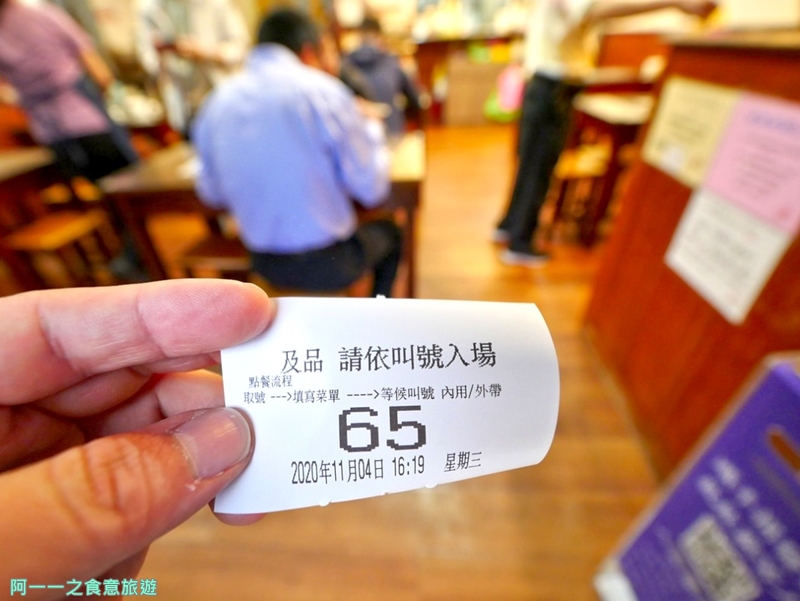 及品 請依叫號入場
點餐流程
取號 --->填寫菜單 ---->等候叫號 內用/外帶
65
2020年11月04日 16:19 星期三
阿一一之食意旅遊